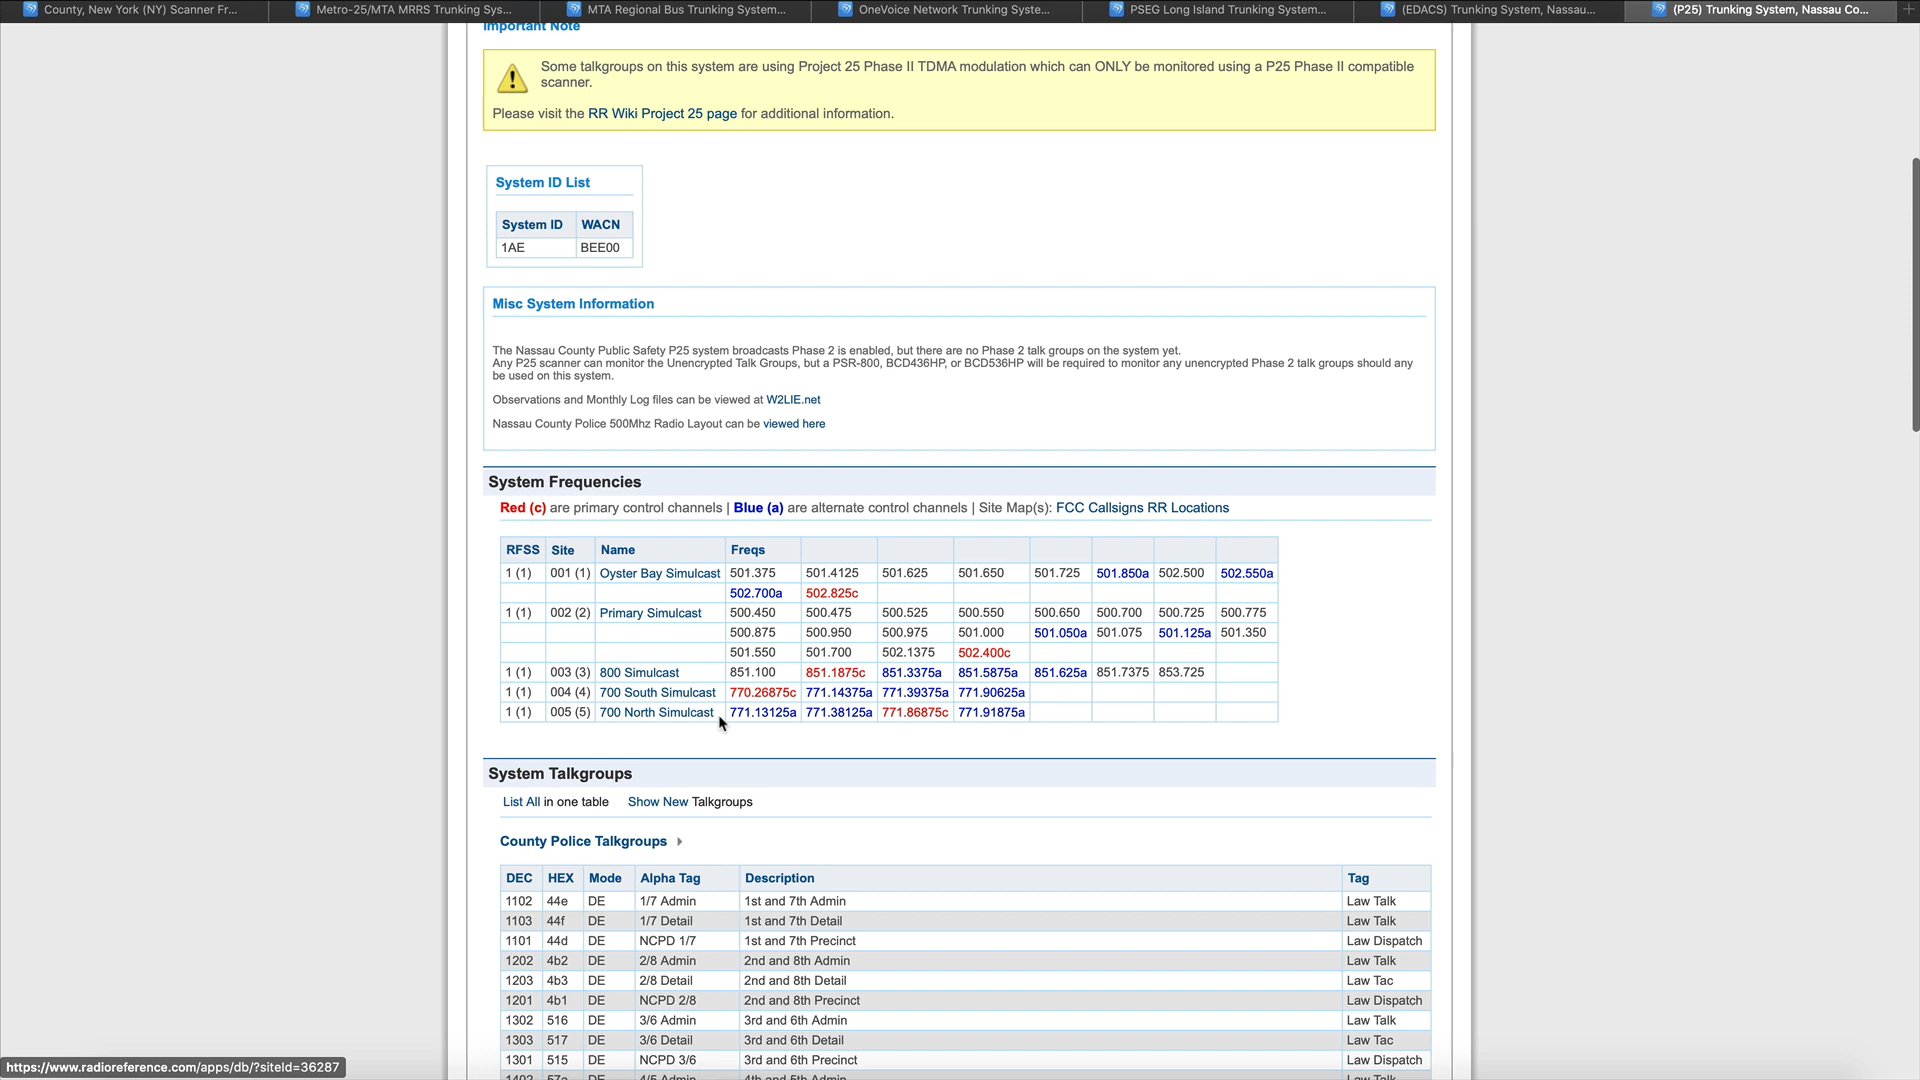 County, New York (NY) Scanner Fr...
Metro-25/MTA MRRS Trunking Sys...
MTA Regional Bus Trunking System...
OneVoice Network Trunking Syste...
PSEG Long Island Trunking System...
(EDACS) Trunking System, Nassau...
(P25) Trunking System, Nassau Co...
Important Note
Some talkgroups on this system are using Project 25 Phase II TDMA modulation which can ONLY be monitored using a P25 Phase II compatible
scanner.
Please visit the RR Wiki Project 25 page for additional information.
System ID List
System ID WACN
1AE BEE00
Misc System Information
The Nassau County Public Safety P25 system broadcasts Phase 2 is enabled, but there are no Phase 2 talk groups on the system yet.
Any P25 scanner can monitor the Unencrypted Talk Groups, but a PSR-800, BCD436HP, or BCD536HP will be required to monitor any unencrypted Phase 2 talk groups should any
be used on this system.
Observations and Monthly Log files can be viewed at W2LIE.net
Nassau County Police 500Mhz Radio Layout can be viewed here
System Frequencies
Red (c) are primary control channels | Blue (a) are alternate control channels | Site Map(s): FCC Callsigns RR Locations
RFSS Site Name Freqs
1 (1) 001 (1) Oyster Bay Simulcast 501.375 501.4125 501.625 501.650 501.725 501.850a 502.500 502.550a
502.700a 502.825c
1 (1) 002 (2) Primary Simulcast 500.450 500.475 500.525 500.550 500.650 500.700 500.725 500.775
500.875 500.950 500.975 501.000 501.050a 501.075 501.125a 501.350
501.550 501.700 502.1375 502.400c
1 (1) 003 (3) 800 Simulcast 851.100 851.1875c 851.3375a 851.5875a 851.625a 851.7375 853.725
1 (1) 004 (4) 700 South Simulcast 770.26875c 771.14375a 771.39375a 771.90625a
1 (1) 005 (5) 700 North Simulcast 771.13125a 771.38125a 771.86875c 771.91875a
System Talkgroups
List All in one table Show New Talkgroups
County Police Talkgroups
DEC HEX Mode Alpha Tag Description Tag
1102 44e DE 1/7 Admin 1st and 7th Admin Law Talk
1103 44f DE 1/7 Detail 1st and 7th Detail Law Talk
1101 44d DE NCPD 1/7 1st and 7th Precinct Law Dispatch
1202 4b2 DE 2/8 Admin 2nd and 8th Admin Law Talk
1203 4b3 DE 2/8 Detail 2nd and 8th Detail Law Tac
1201 4b1 DE NCPD 2/8 2nd and 8th Precinct Law Dispatch
1302 516 DE 3/6 Admin 3rd and 6th Admin Law Talk
1303 517 DE 3/6 Detail 3rd and 6th Detail Law Tac
1301 515 DE NCPD 3/6 3rd and 6th Precinct Law Dispatch
1402 57a DE 4/5 Admin 4th and 5th Admin Law Talk
https://www.radioreference.com/apps/db/?siteId=36287